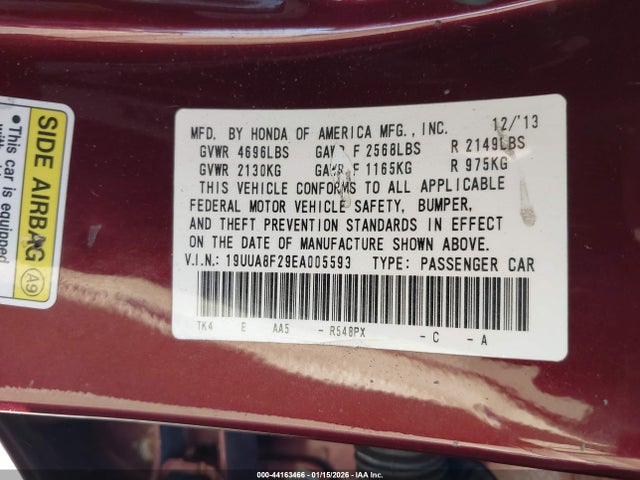 SIDE AIRBAG
• This car is equipped
A9
MFD. BY HONDA OF AMERICA MFG., INC. 12/'13
GVWR 4696LBS GAWR F 2568LBS R 2149LBS
GVWR 2130KG GAWR F 1165KG R 975KG
THIS VEHICLE CONFORMS TO ALL APPLICABLE
FEDERAL MOTOR VEHICLE SAFETY, BUMPER,
AND THEFT PREVENTION STANDARDS IN EFFECT
ON THE DATE OF MANUFACTURE SHOWN ABOVE.
V.I.N.: 19UUA8F29EA005593 TYPE: PASSENGER CAR
TK4 E AA5 - R548PX - C - A
000-44163466 - 01/15/2026 - IAA Inc.